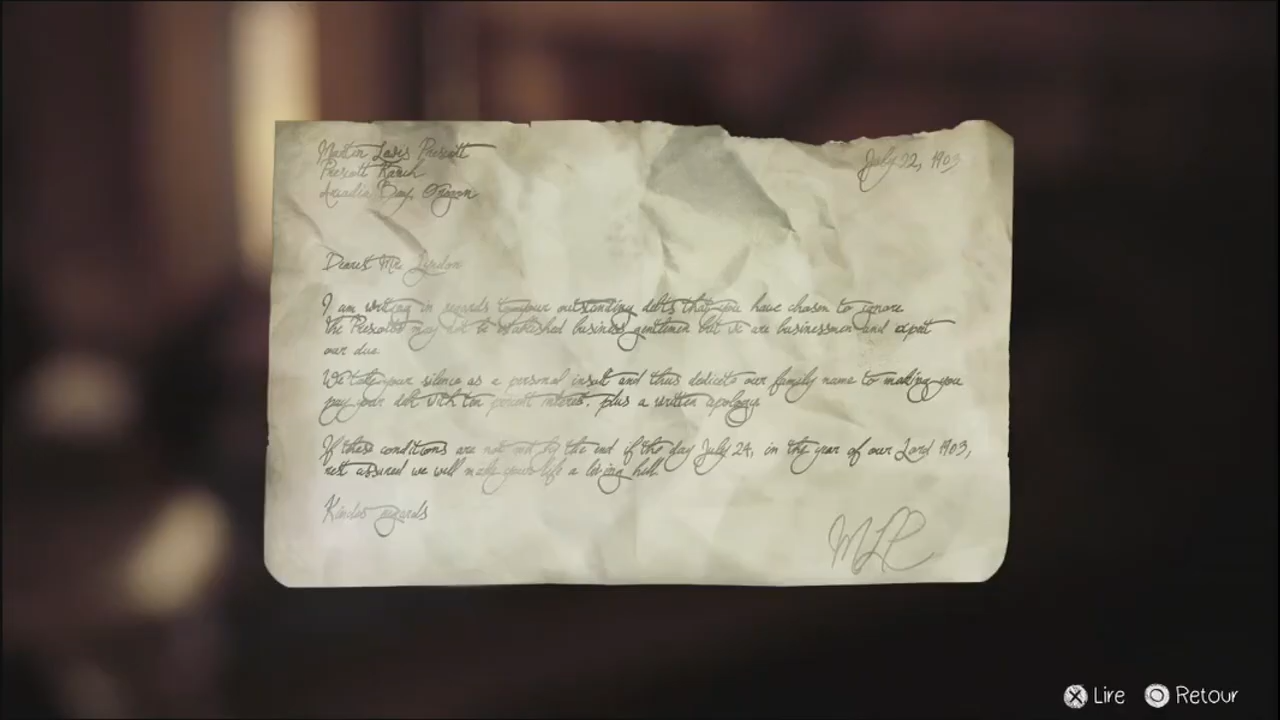 Martin Lewis Prescott
July 22, 1903
Prescott Ranch
Arcadia Bay, Oregon
Dearest Mr. Lyndon
I am writing in regards to your outstanding debts that you have chosen to ignore.
The Prescotts may not be established business gentlemen but we are businessmen and expect
our due.
We take your silence as a personal insult and thus dedicate our family name to making you
pay your debt with ten percent interest, plus a written apology.
If these conditions are not met by the end if the day July 24, in the year of our Lord 1903,
rest assured we will make your life a living hell.
Kindest regards
MLP
Lire
Retour